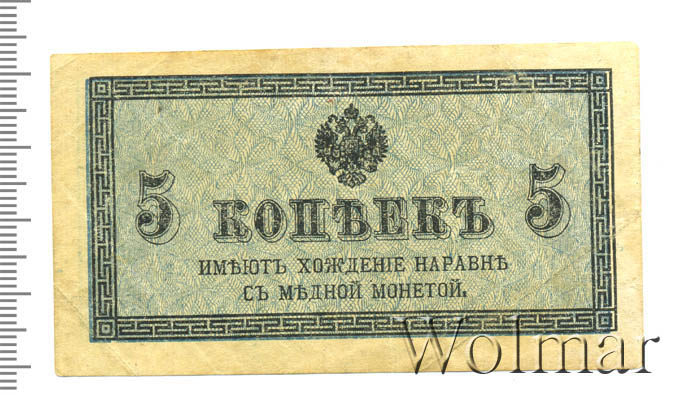 5 КОПѢЕКЪ 5
ИМѢЮТЪ ХОЖДЕНІЕ НАРАВНѢ
СЪ МѢДНОЙ МОНЕТОЙ.
Wolmar